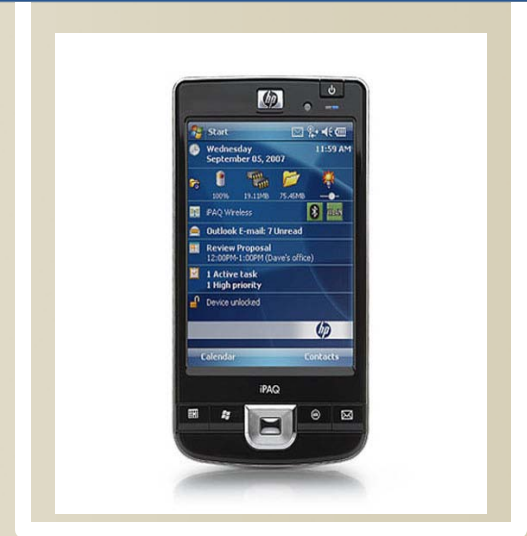 hp
Start
Wednesday 11:59 AM
September 05, 2007
100% 19.11MB 75.45MB
iPAQ Wireless
Outlook E-mail: 7 Unread
Review Proposal
12:00PM-1:00PM (Dave's office)
1 Active task
1 High priority
Device unlocked
hp
Calendar Contacts
iPAQ